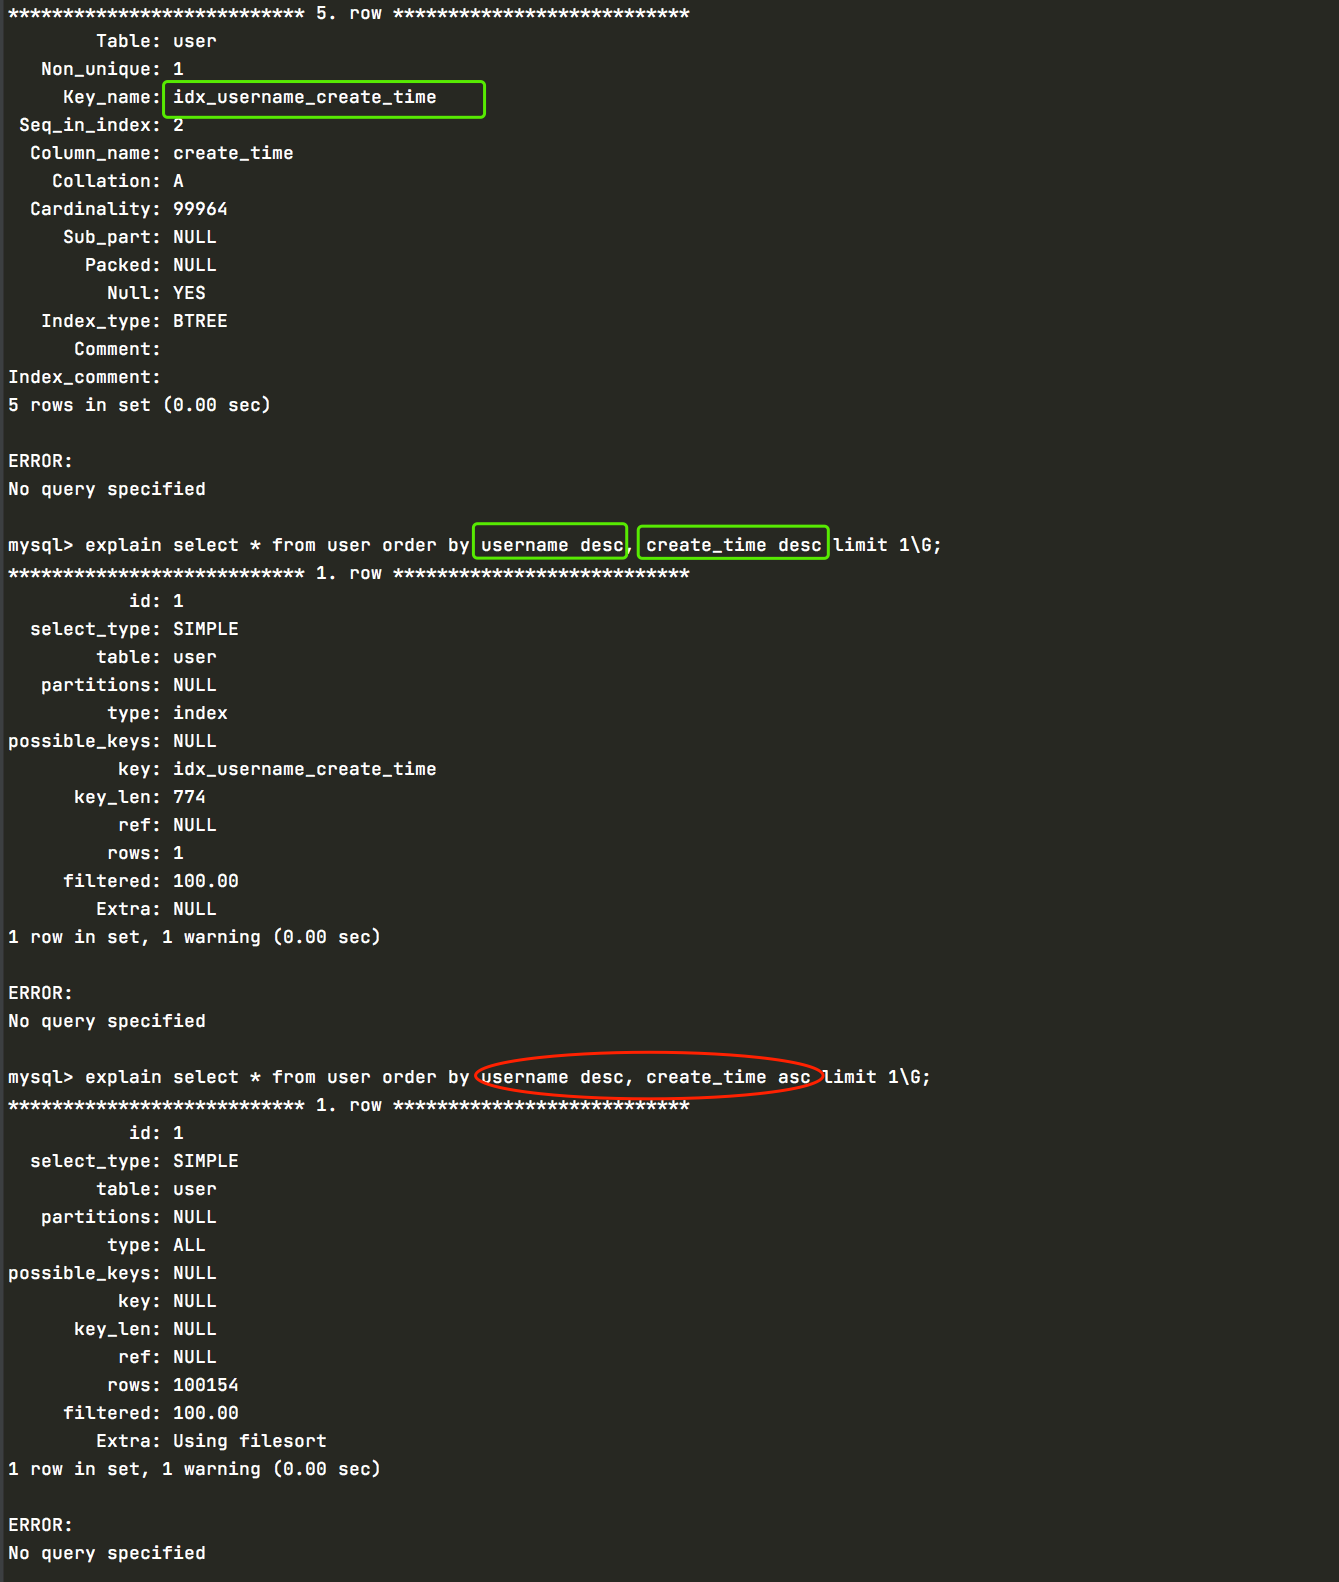 *************************** 5. row ***************************
        Table: user
   Non_unique: 1
     Key_name: idx_username_create_time
 Seq_in_index: 2
  Column_name: create_time
    Collation: A
  Cardinality: 99964
     Sub_part: NULL
       Packed: NULL
         Null: YES
   Index_type: BTREE
      Comment:
Index_comment:
5 rows in set (0.00 sec)

ERROR:
No query specified

mysql> explain select * from user order by username desc, create_time desc limit 1\G;
*************************** 1. row ***************************
           id: 1
  select_type: SIMPLE
        table: user
   partitions: NULL
         type: index
possible_keys: NULL
          key: idx_username_create_time
      key_len: 774
          ref: NULL
         rows: 1
     filtered: 100.00
        Extra: NULL
1 row in set, 1 warning (0.00 sec)

ERROR:
No query specified

mysql> explain select * from user order by username desc, create_time asc limit 1\G;
*************************** 1. row ***************************
           id: 1
  select_type: SIMPLE
        table: user
   partitions: NULL
         type: ALL
possible_keys: NULL
          key: NULL
      key_len: NULL
          ref: NULL
         rows: 100154
     filtered: 100.00
        Extra: Using filesort
1 row in set, 1 warning (0.00 sec)

ERROR:
No query specified